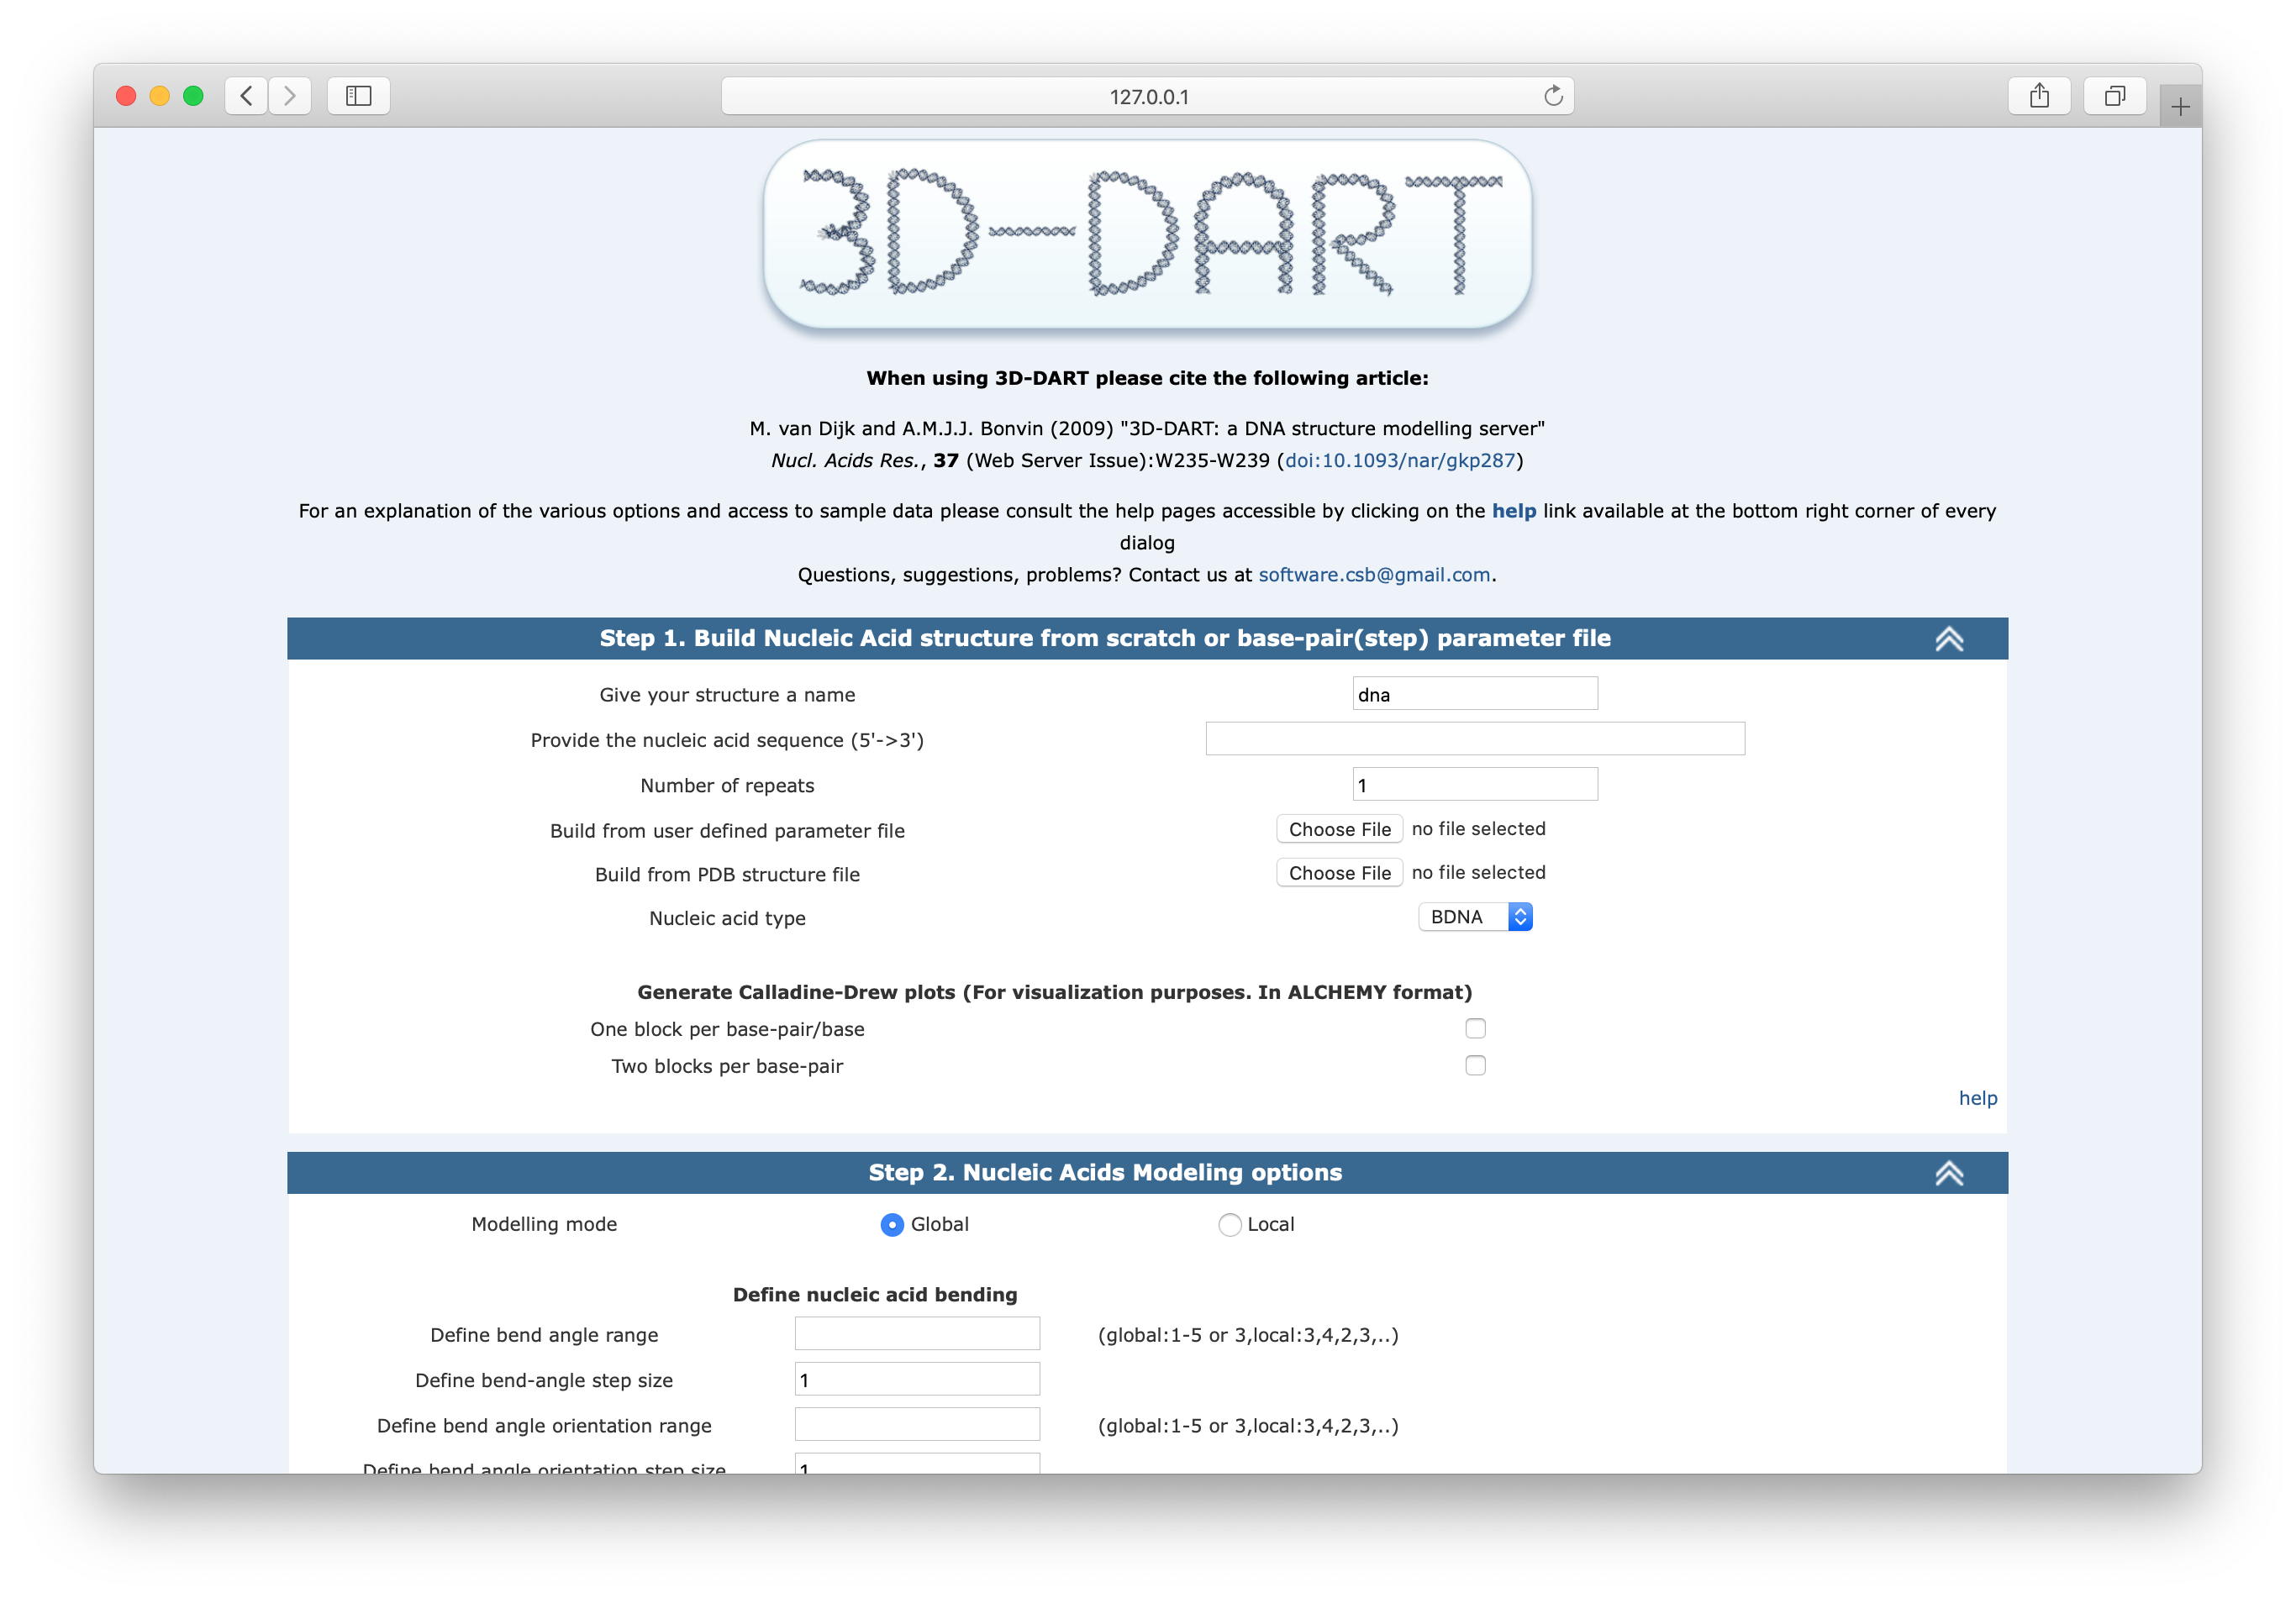 127.0.0.1
3D-DART
When using 3D-DART please cite the following article:
M. van Dijk and A.M.J.J. Bonvin (2009) "3D-DART: a DNA structure modelling server"
Nucl. Acids Res., 37 (Web Server Issue):W235-W239 (doi:10.1093/nar/gkp287)
For an explanation of the various options and access to sample data please consult the help pages accessible by clicking on the help link available at the bottom right corner of every
dialog
Questions, suggestions, problems? Contact us at software.csb@gmail.com.
Step 1. Build Nucleic Acid structure from scratch or base-pair(step) parameter file
Give your structure a name dna
Provide the nucleic acid sequence (5'->3')
Number of repeats 1
Build from user defined parameter file Choose File no file selected
Build from PDB structure file Choose File no file selected
Nucleic acid type BDNA
Generate Calladine-Drew plots (For visualization purposes. In ALCHEMY format)
One block per base-pair/base
Two blocks per base-pair
help
Step 2. Nucleic Acids Modeling options
Modelling mode Global Local
Define nucleic acid bending
Define bend angle range (global:1-5 or 3,local:3,4,2,3,..)
Define bend-angle step size 1
Define bend angle orientation range (global:1-5 or 3,local:3,4,2,3,..)
Define bend angle orientation step size 1